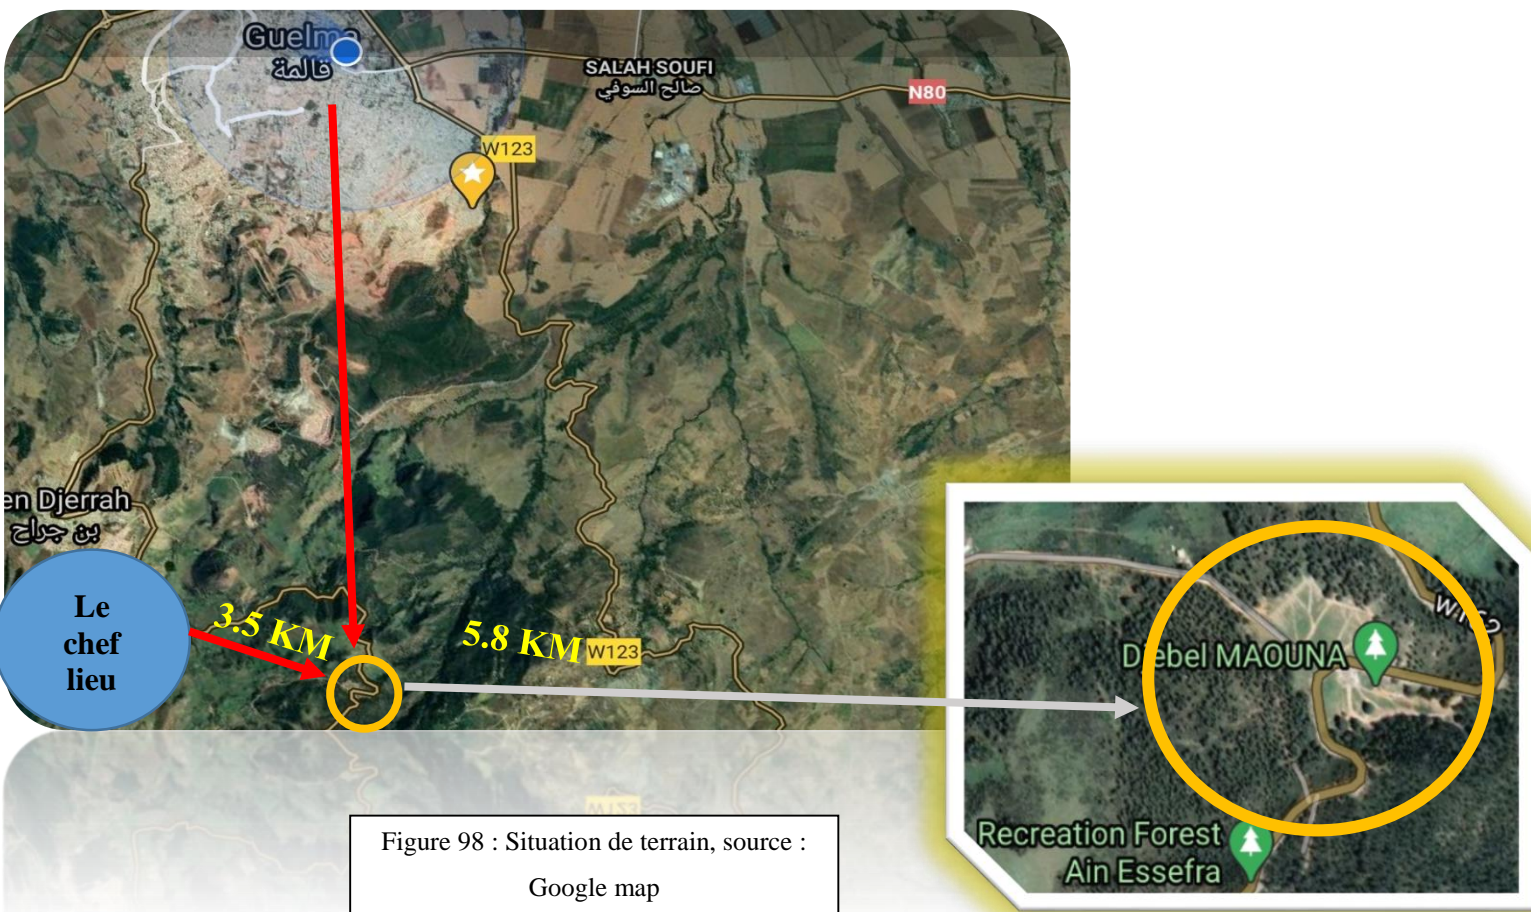 Guelma
قالمة
SALAH SOUFI
صالح السوفي
N80
W123
en Djerrah
بن جراح
Le
chef
lieu
3.5 KM
5.8 KM
W123
Djebel MAOUNA
Recreation Forest
Ain Essefra
W123
Figure 98 : Situation de terrain, source :
Google map